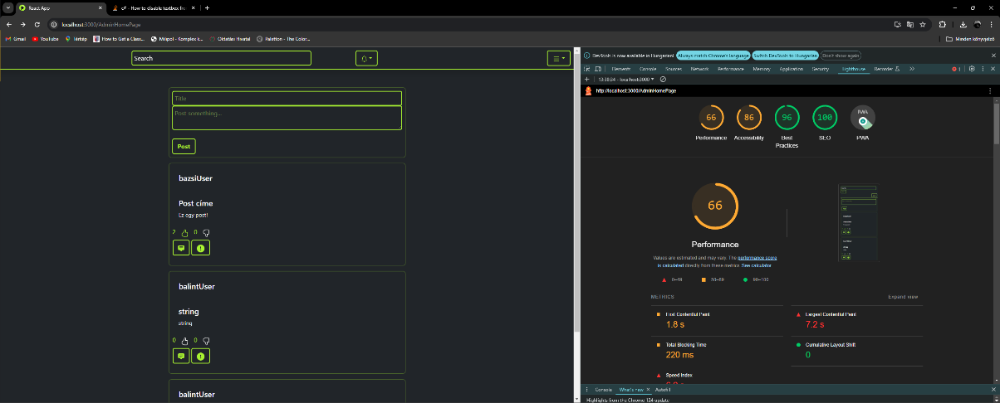 React App
c# - How to disable textbox fro
localhost:3000/AdminHomePage
Gmail
YouTube
Térkép
How to Get a Class...
Mépol - Komplex k...
Oktatási Hivatal
Paletton - The Color...
Minden könyvjelző
Search
Title
Post something...
Post
bazsiUser
Post címe
Ez egy post!
2 0
balintUser
string
string
0 0
balintUser
DevTools is now available in Hungarian!
Always match Chrome's language
Switch DevTools to Hungarian
Don't show again
Elements
Console
Sources
Network
Performance
Memory
Application
Security
Lighthouse
Recorder
1
13:38:34 - localhost:3000
http://localhost:3000/AdminHomePage
66 86 96 100 PWA
Performance
Accessibility
Best
Practices
SEO
PWA
66
Performance
Values are estimated and may vary. The performance score
is calculated directly from these metrics. See calculator.
0–49
50–89
90–100
METRICS
Expand view
First Contentful Paint
1.8 s
Largest Contentful Paint
7.2 s
Total Blocking Time
220 ms
Cumulative Layout Shift
0
Speed Index
Console
What's new
Autofill
Highlights from the Chrome 124 update